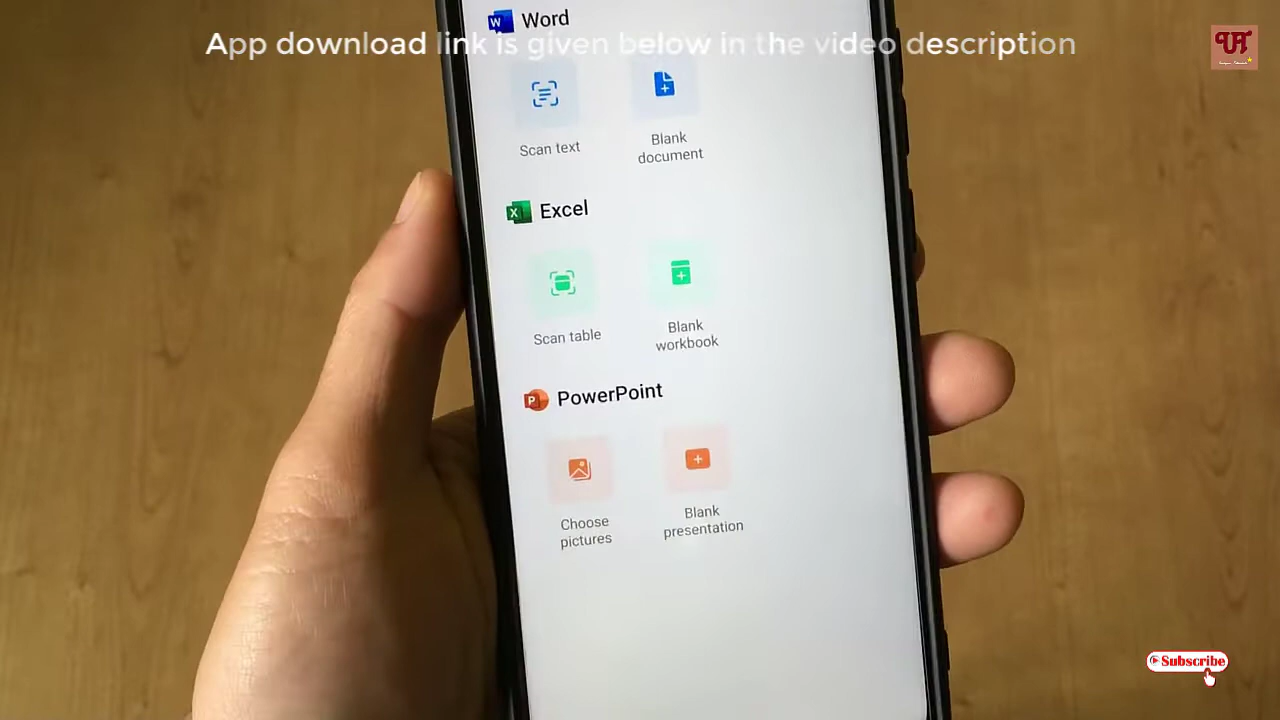 Word
App download link is given below in the video description
Scan text
Blank
document
Excel
Scan table
Blank
workbook
PowerPoint
Choose
pictures
Blank
presentation
Subscribe